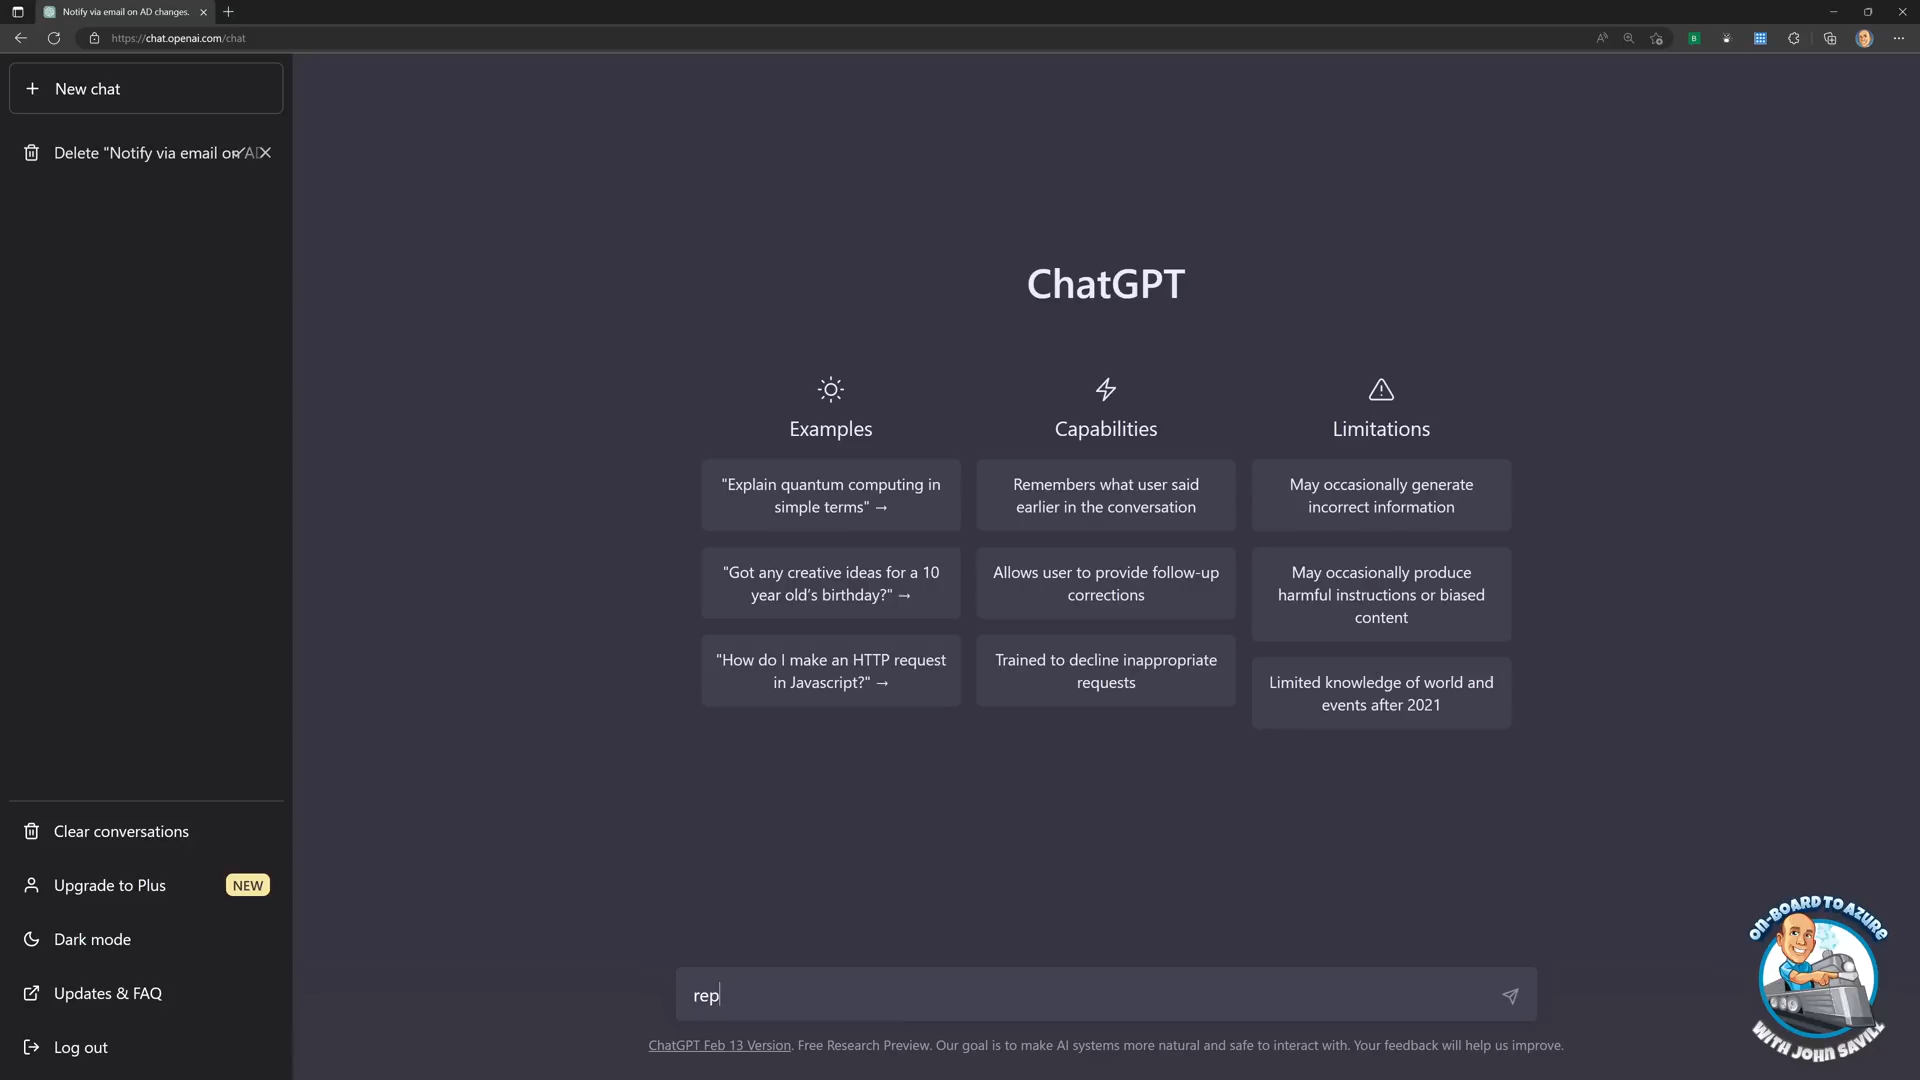 Notify via email on AD changes.
https://chat.openai.com/chat
B
New chat
Delete "Notify via email on AD
ChatGPT
Examples
"Explain quantum computing in
simple terms" →
"Got any creative ideas for a 10
year old's birthday?" →
"How do I make an HTTP request
in Javascript?" →
Capabilities
Remembers what user said
earlier in the conversation
Allows user to provide follow-up
corrections
Trained to decline inappropriate
requests
Limitations
May occasionally generate
incorrect information
May occasionally produce
harmful instructions or biased
content
Limited knowledge of world and
events after 2021
Clear conversations
Upgrade to Plus NEW
Dark mode
Updates & FAQ
Log out
rep
ChatGPT Feb 13 Version. Free Research Preview. Our goal is to make AI systems more natural and safe to interact with. Your feedback will help us improve.
ON-BOARD TO AZURE
WITH JOHN SAVILL